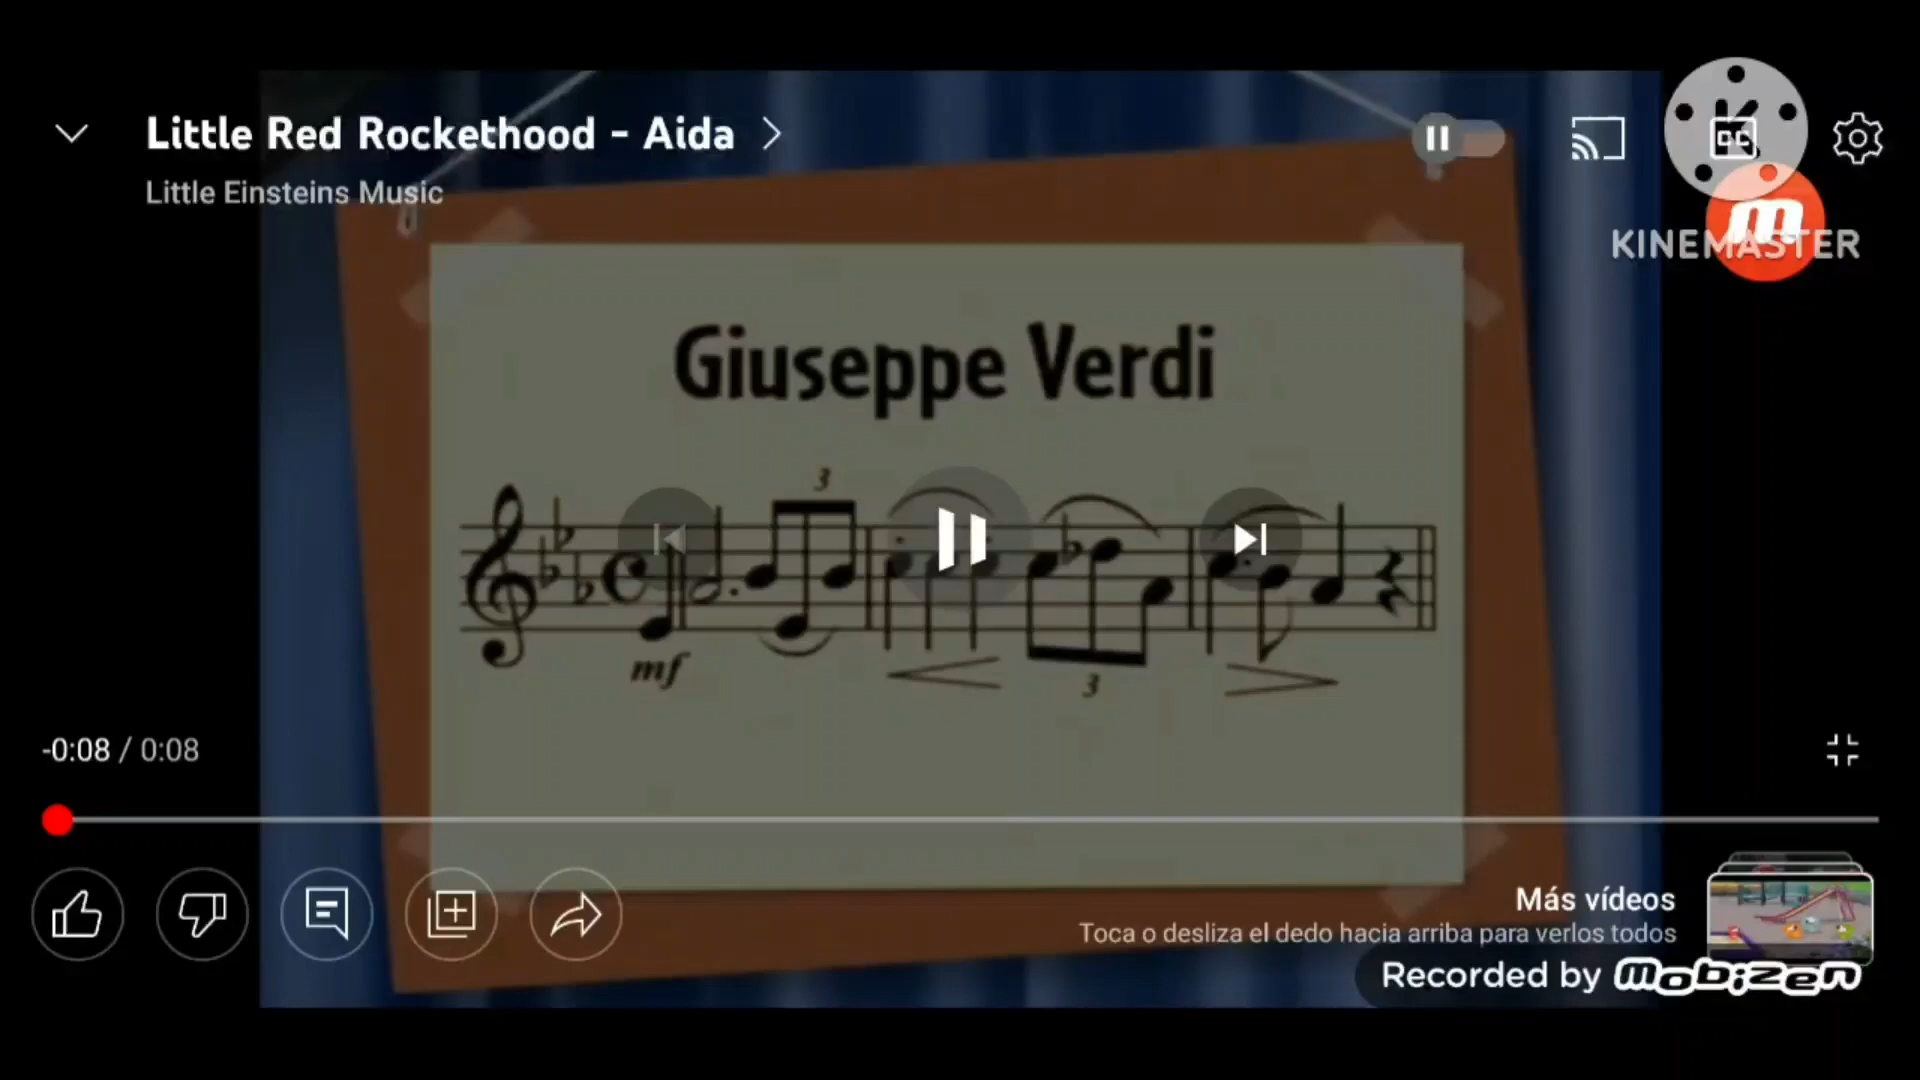 Little Red Rockethood - Aida
Little Einsteins Music
CC
KINEMASTER
Giuseppe Verdi
3
mf
3
-0:08 / 0:08
Más vídeos
Toca o desliza el dedo hacia arriba para verlos todos
Recorded by mobizen